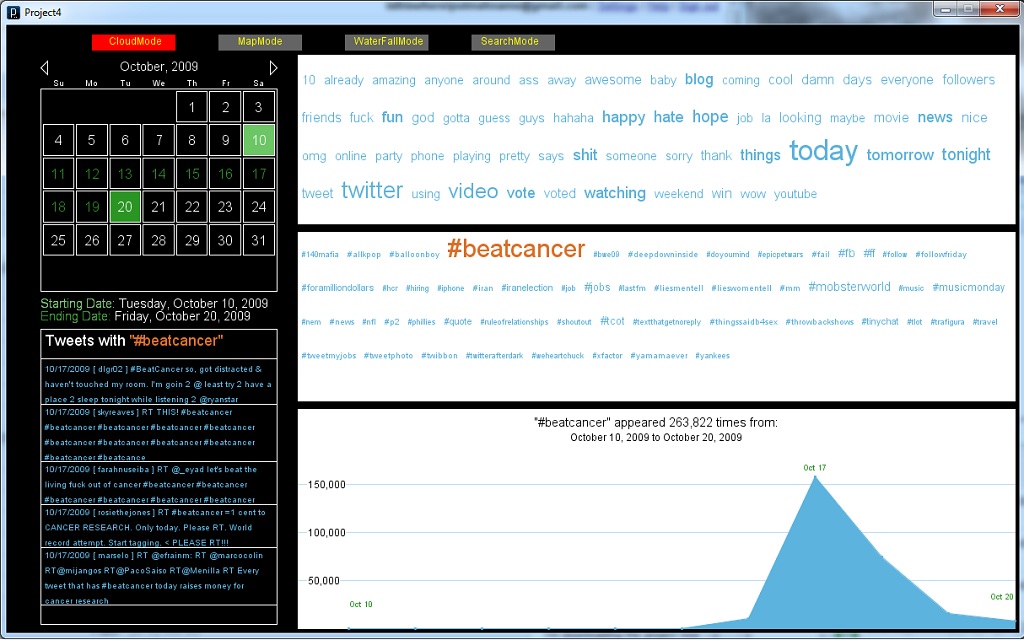 Project4
CloudMode MapMode WaterFallMode SearchMode
October, 2009
Su Mo Tu We Th Fr Sa
1 2 3
4 5 6 7 8 9 10
11 12 13 14 15 16 17
18 19 20 21 22 23 24
25 26 27 28 29 30 31
Starting Date: Tuesday, October 10, 2009
Ending Date: Friday, October 20, 2009
Tweets with "#beatcancer"
10/17/2009 [ dlgr02 ] #BeatCancer so, got distracted &
haven't touched my room. I'm goin 2 @ least try 2 have a
place 2 sleep tonight while listening 2 @ryanstar
10/17/2009 [ skyreaves ] RT THIS! #beatcancer
#beatcancer #beatcancer #beatcancer #beatcancer
#beatcancer #beatcancer #beatcancer #beatcancer
#beatcancer #beatcance
10/17/2009 [ farahnuseiba ] RT @_eyad let's beat the
living fuck out of cancer #beatcancer #beatcancer
#beatcancer #beatcancer #beatcancer #beatcancer
10/17/2009 [ rosiethejones ] RT #beatcancer =1 cent to
CANCER RESEARCH. Only today. Please RT. World
record attempt. Start tagging. < PLEASE RT!!!
10/17/2009 [ marselo ] RT @efrainm: RT @marcocolin
RT@mijangos RT@PacoSaiso RT@Menilla RT Every
tweet that has #beatcancer today raises money for
cancer research
10 already amazing anyone around ass away awesome baby blog coming cool damn days everyone followers
friends fuck fun god gotta guess guys hahaha happy hate hope job la looking maybe movie news nice
omg online party phone playing pretty says shit someone sorry thank things today tomorrow tonight
tweet twitter using video vote voted watching weekend win wow youtube
#140mafia #allkpop #balloonboy #beatcancer #bwe09 #deepdowninside #doyoumind #epicpetwars #fail #fb #ff #follow #followfriday
#foramilliondollars #hcr #hiring #iphone #iran #iranelection #job #jobs #lastfm #liesmentell #lieswomentell #mm #mobsterworld #music #musicmonday
#nem #news #nfl #p2 #phillies #quote #ruleofrelationships #shoutout #tcot #textthatgetnoreply #thingssaidb4sex #throwbackshows #tinychat #tlot #trafigura #travel
#tweetmyjobs #tweetphoto #twibbon #twitterafterdark #weheartchuck #xfactor #yamamaever #yankees
"#beatcancer" appeared 263,822 times from:
October 10, 2009 to October 20, 2009
Oct 17
150,000
100,000
50,000
Oct 10
Oct 20